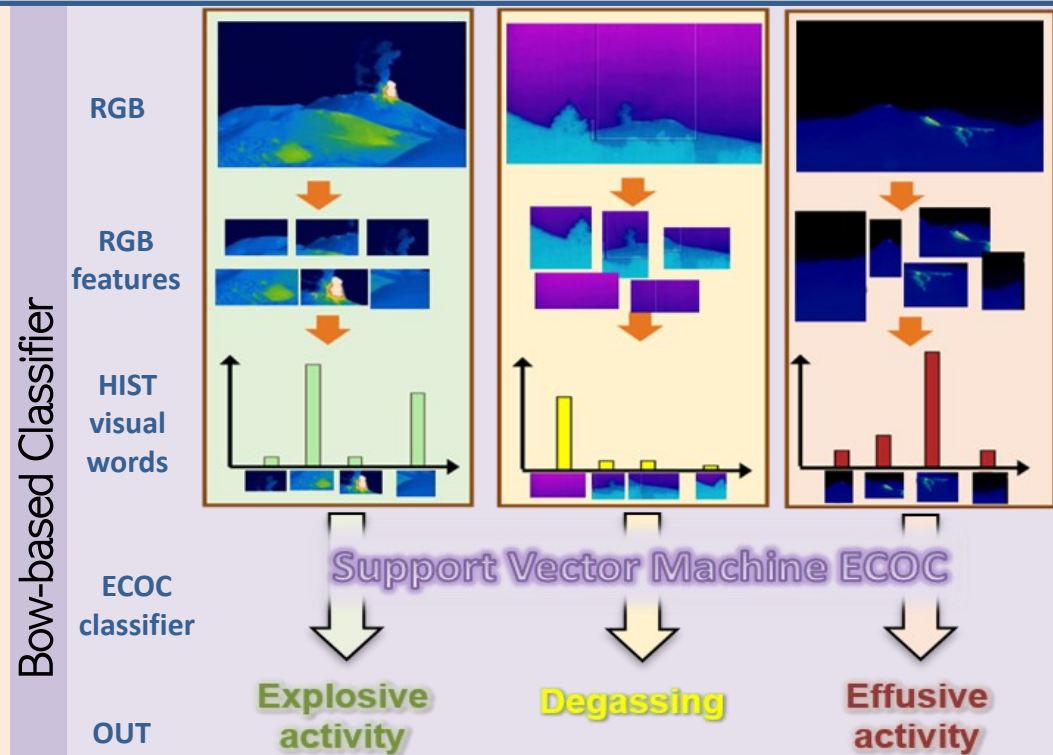 Bow-based Classifier
RGB
RGB
features
HIST
visual
words
ECOC
classifier
Support Vector Machine ECOC
OUT
Explosive
activity
Degassing
Effusive
activity